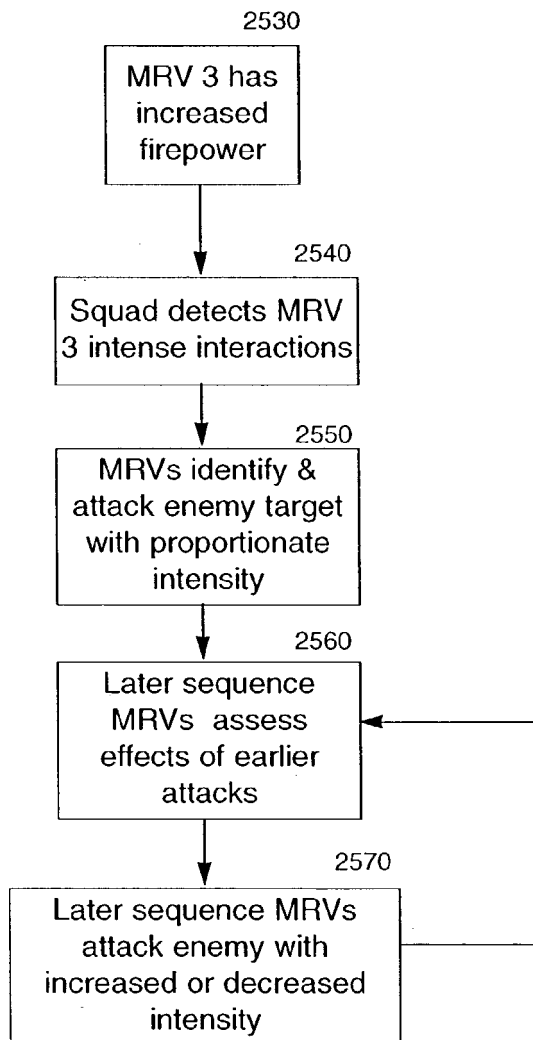 2530
MRV 3 has
increased
firepower
2540
Squad detects MRV
3 intense interactions
2550
MRVs identify &
attack enemy target
with proportionate
intensity
2560
Later sequence
MRVs assess
effects of earlier
attacks
2570
Later sequence MRVs
attack enemy with
increased or decreased
intensity